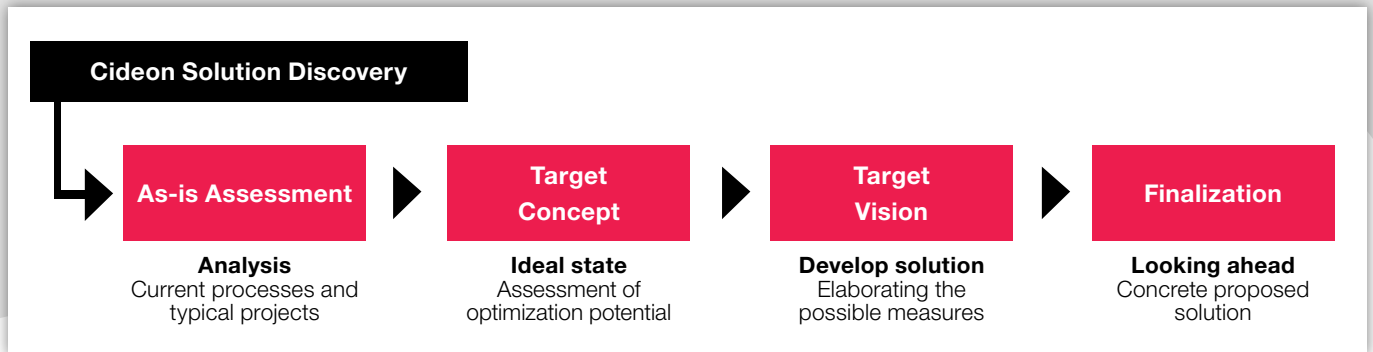 Cideon Solution Discovery
As-is Assessment
Analysis
Current processes and
typical projects
Target
Concept
Ideal state
Assessment of
optimization potential
Target
Vision
Develop solution
Elaborating the
possible measures
Finalization
Looking ahead
Concrete proposed
solution